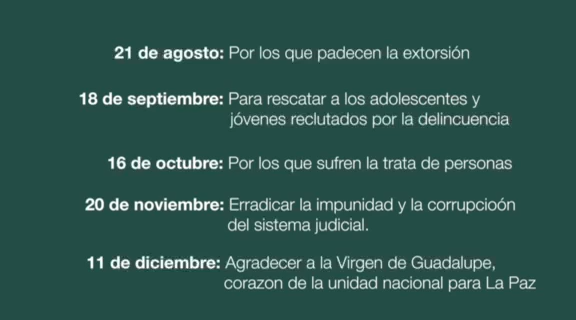 21 de agosto: Por los que padecen la extorsión
18 de septiembre: Para rescatar a los adolescentes y
jóvenes reclutados por la delincuencia
16 de octubre: Por los que sufren la trata de personas
20 de noviembre: Erradicar la impunidad y la corrupcioón
del sistema judicial.
11 de diciembre: Agradecer a la Virgen de Guadalupe,
corazon de la unidad nacional para La Paz